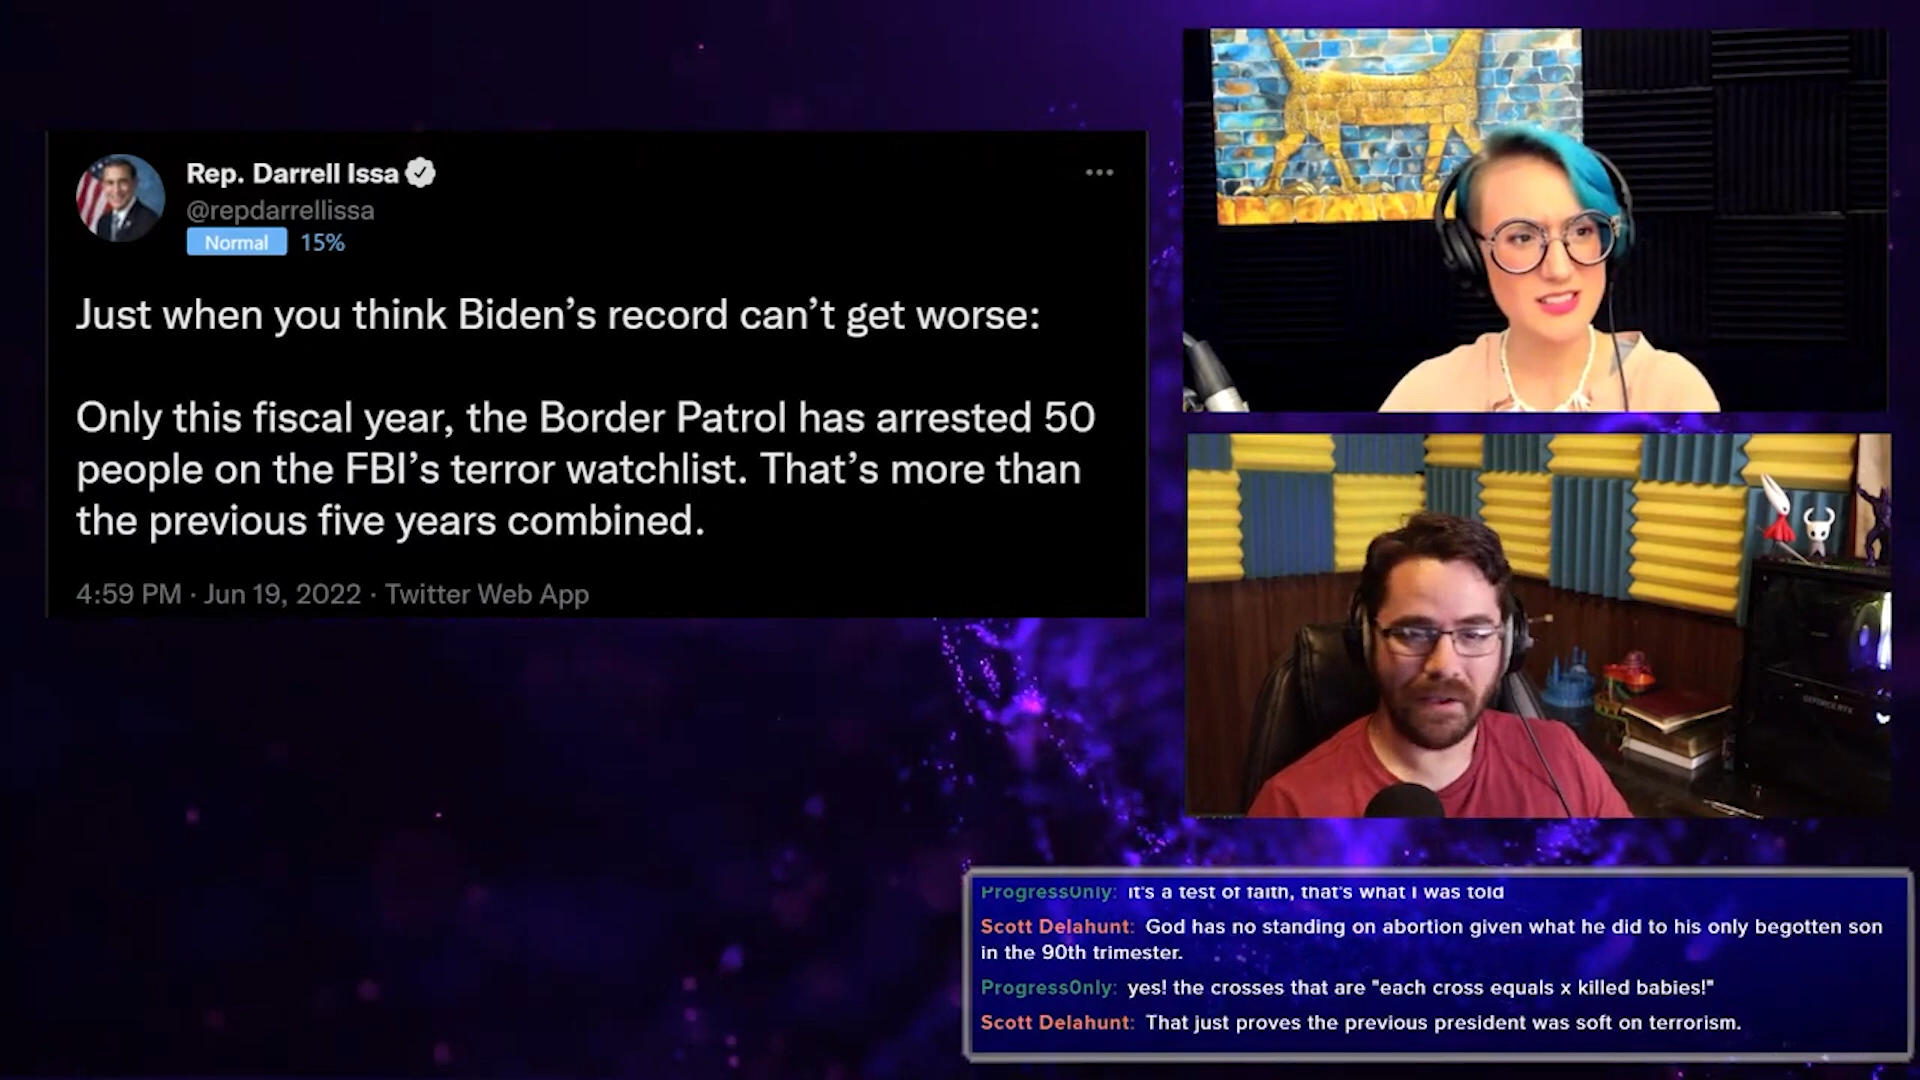 Rep. Darrell Issa
@repdarrellissa
Normal 15%
Just when you think Biden's record can't get worse:
Only this fiscal year, the Border Patrol has arrested 50
people on the FBI's terror watchlist. That's more than
the previous five years combined.
4:59 PM · Jun 19, 2022 · Twitter Web App
GEFORCE RTX
ProgressOnly: it's a test of faith, that's what I was told
Scott Delahunt: God has no standing on abortion given what he did to his only begotten son
in the 90th trimester.
ProgressOnly: yes! the crosses that are "each cross equals x killed babies!"
Scott Delahunt: That just proves the previous president was soft on terrorism.